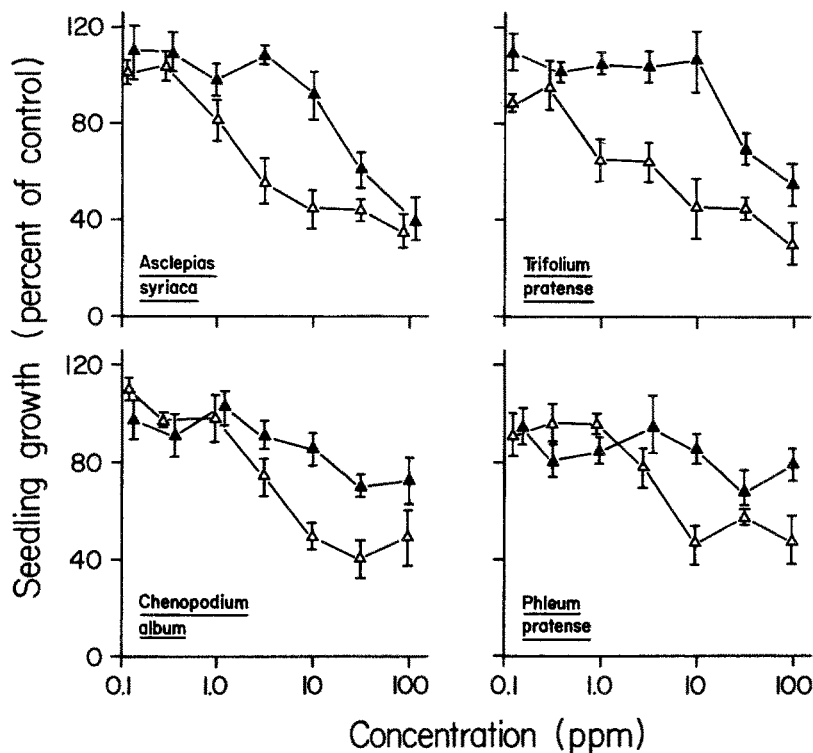 Seedling growth (percent of control)
120
80
40
0
Asclepias
syriaca
Trifolium
pratense
120
80
40
0
Chenopodium
album
Phleum
pratense
0.1 1.0 10 100
0.1 1.0 10 100
Concentration (ppm)